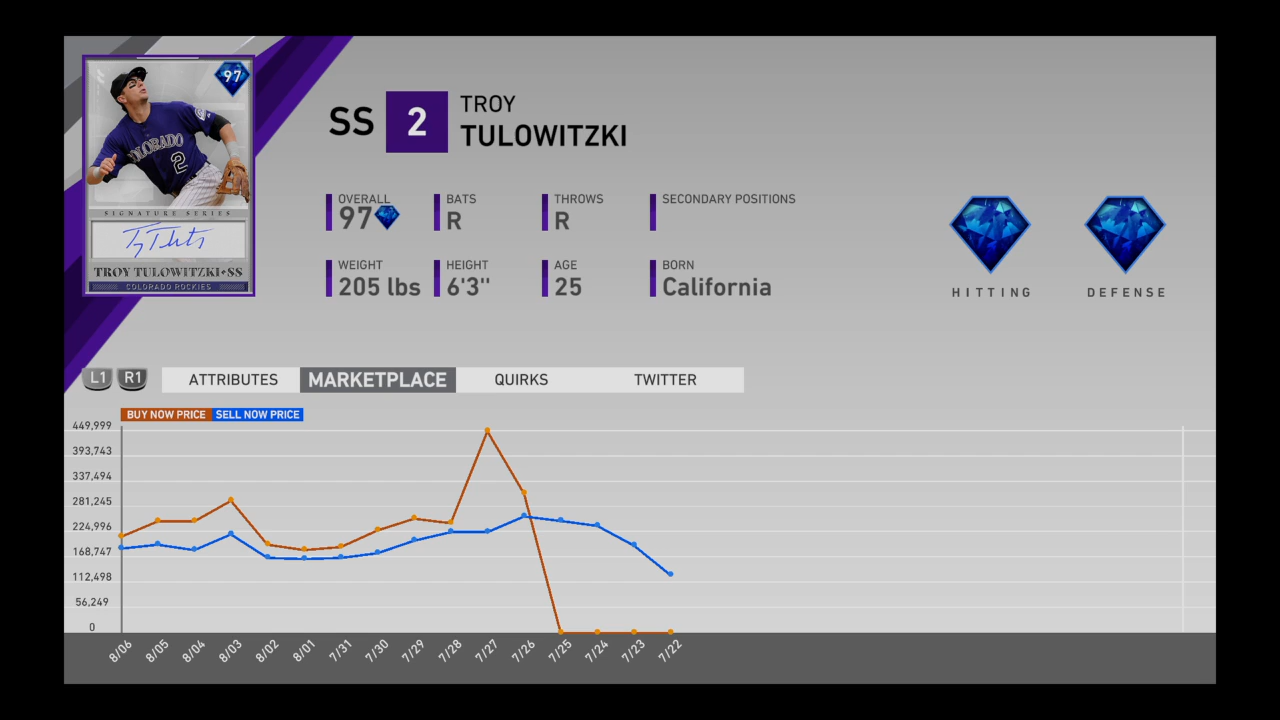 97
COLORADO
2
SIGNATURE SERIES
TROY TULOWITZKI•SS
COLORADO ROCKIES
SS 2 TROY
TULOWITZKI
OVERALL BATS THROWS SECONDARY POSITIONS
97 R R
WEIGHT HEIGHT AGE BORN
205 lbs 6'3" 25 California
HITTING DEFENSE
L1 R1 ATTRIBUTES MARKETPLACE QUIRKS TWITTER
BUY NOW PRICE SELL NOW PRICE
449,999
393,743
337,494
281,245
224,996
168,747
112,498
56,249
0
8/06 8/05 8/04 8/03 8/02 8/01 7/31 7/30 7/29 7/28 7/27 7/26 7/25 7/24 7/23 7/22